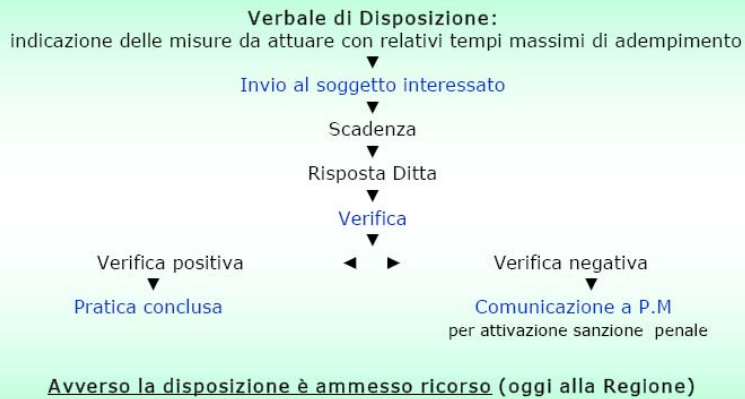 Verbale di Disposizione:
indicazione delle misure da attuare con relativi tempi massimi di adempimento
Invio al soggetto interessato
Scadenza
Risposta Ditta
Verifica
Verifica positiva
Verifica negativa
Pratica conclusa
Comunicazione a P.M
per attivazione sanzione penale
Avverso la disposizione è ammesso ricorso (oggi alla Regione)